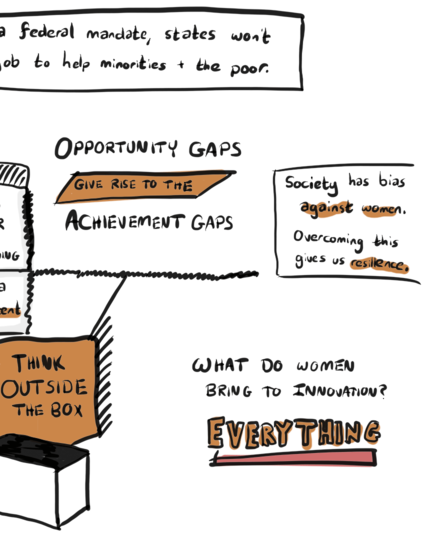 a federal mandate, states won't
job to help minorities + the poor.
OPPORTUNITY GAPS
GIVE RISE TO THE
ACHIEVEMENT GAPS
Society has bias
against women.
Overcoming this
gives us resilience.
THINK
OUTSIDE
THE BOX
WHAT DO WOMEN
BRING TO INNOVATION?
EVERYTHING